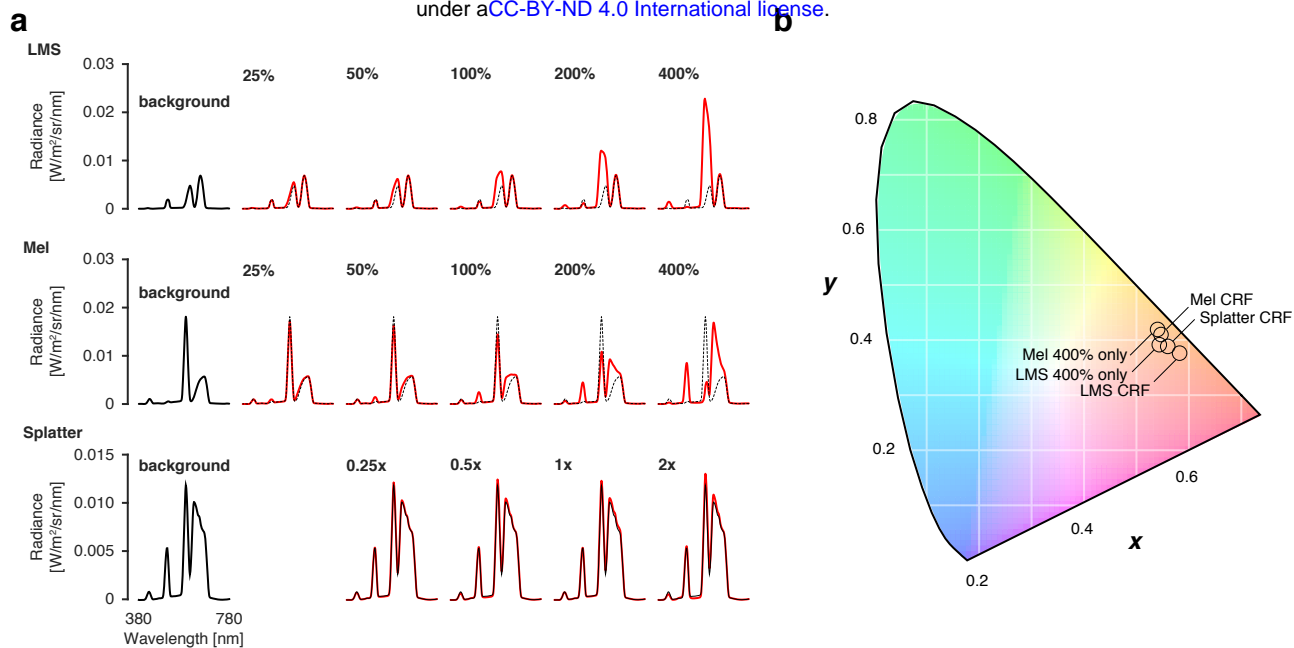 under aCC-BY-ND 4.0 International license.
a
LMS
0.03
0.02
0.01
0
Radiance
[W/m²/sr/nm]
background
25%
50%
100%
200%
400%
Mel
0.03
0.02
0.01
0
Radiance
[W/m²/sr/nm]
background
25%
50%
100%
200%
400%
Splatter
0.015
0.010
0.005
0
Radiance
[W/m²/sr/nm]
background
0.25x
0.5x
1x
2x
380
780
Wavelength [nm]
b
0.8
0.6
y
0.4
0.2
Mel CRF
Splatter CRF
Mel 400% only
LMS 400% only
LMS CRF
0.6
0.4
x
0.2